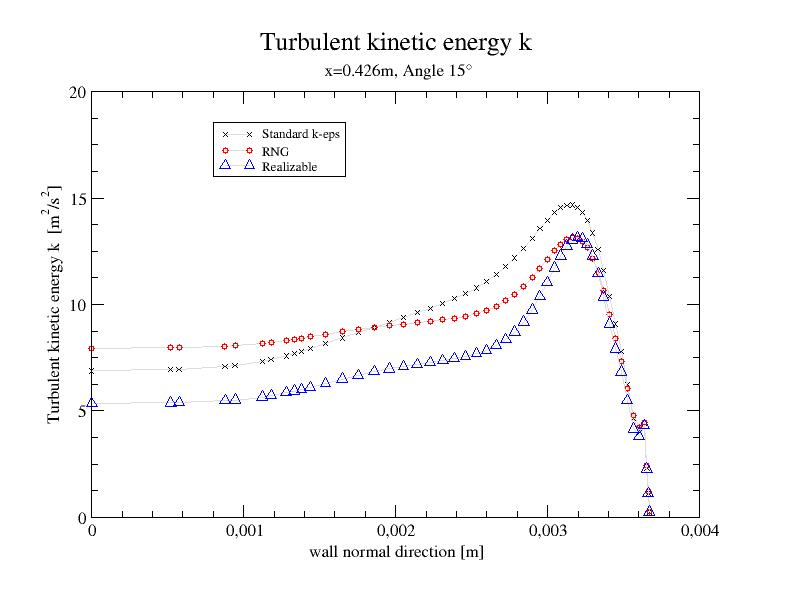 Turbulent kinetic energy k
x=0.426m, Angle 15°
20
Standard k-eps
RNG
Realizable
15
Turbulent kinetic energy k [m²/s²]
10
5
0
0 0,001 0,002 0,003 0,004
wall normal direction [m]